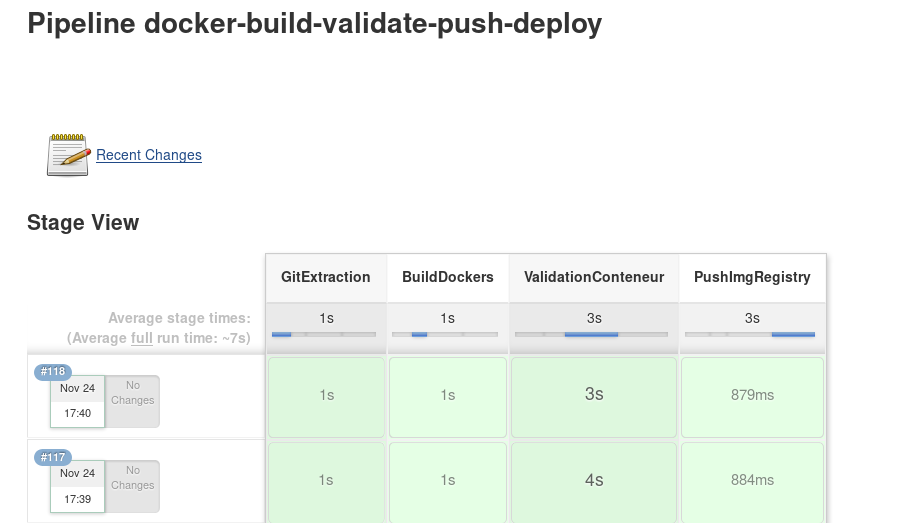 Pipeline docker-build-validate-push-deploy
Recent Changes
Stage View
GitExtraction BuildDockers ValidationConteneur PushImgRegistry
Average stage times: 1s 1s 3s 3s
(Average full run time: ~7s)
#118
Nov 24 No 1s 1s 3s 879ms
Changes
17:40
#117
Nov 24 No 1s 1s 4s 884ms
Changes
17:39